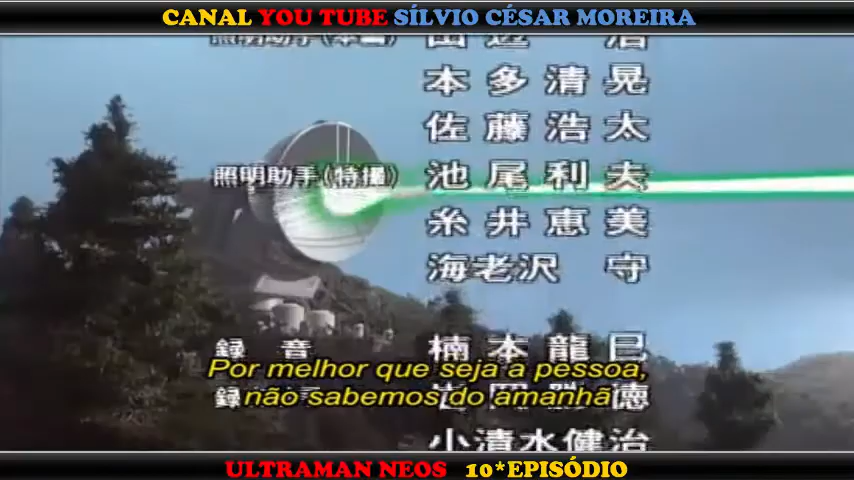 CANAL YOU TUBE SÍLVIO CÉSAR MOREIRA
本多清晃
佐藤浩太
照明助手(特撮) 池尾利夫
糸井恵美
海老沢 守
録音 楠本龍巳
Por melhor que seja a pessoa,
não sabemos do amanhã
小清水健治
ULTRAMAN NEOS 10*EPISÓDIO